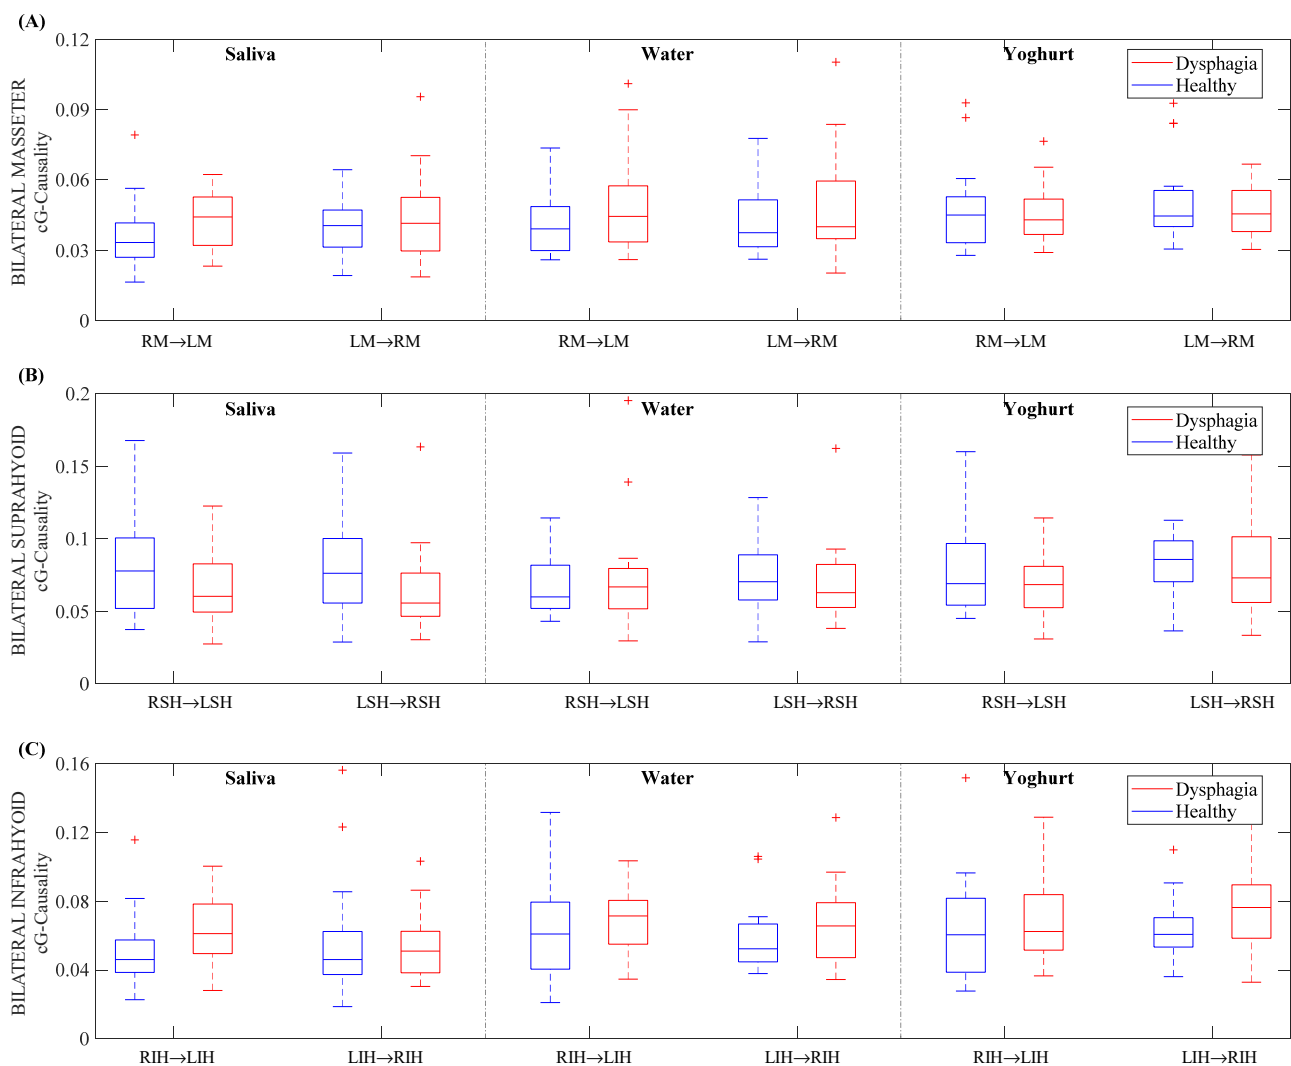 (A)
0.12
0.09
0.06
0.03
0
BILATERAL MASSETER
cG-Causality
Saliva
Water
Yoghurt
Dysphagia
Healthy
RM→LM
LM→RM
RM→LM
LM→RM
RM→LM
LM→RM
(B)
0.2
0.15
0.1
0.05
0
BILATERAL SUPRAHYOID
cG-Causality
Saliva
Water
Yoghurt
Dysphagia
Healthy
RSH→LSH
LSH→RSH
RSH→LSH
LSH→RSH
RSH→LSH
LSH→RSH
(C)
0.16
0.12
0.08
0.04
0
BILATERAL INFRAHYOID
cG-Causality
Saliva
Water
Yoghurt
Dysphagia
Healthy
RIH→LIH
LIH→RIH
RIH→LIH
LIH→RIH
RIH→LIH
LIH→RIH